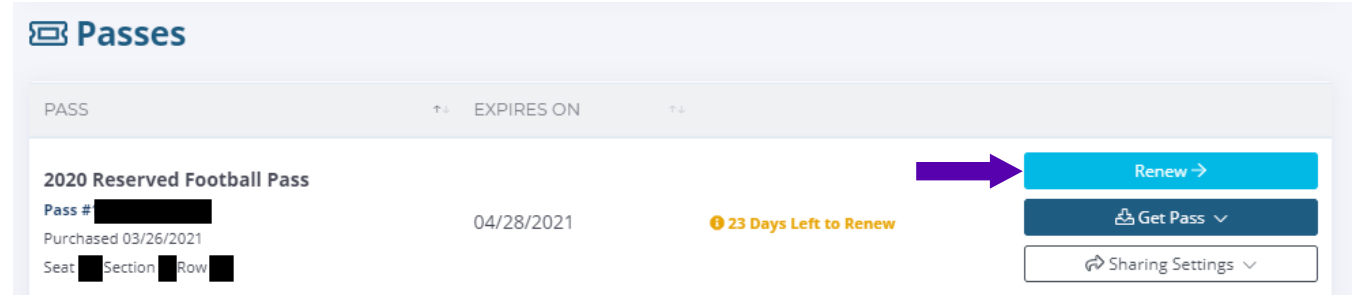 Passes
PASS EXPIRES ON
2020 Reserved Football Pass
Pass #
Purchased 03/26/2021
Seat Section Row
04/28/2021
23 Days Left to Renew
Renew
Get Pass
Sharing Settings